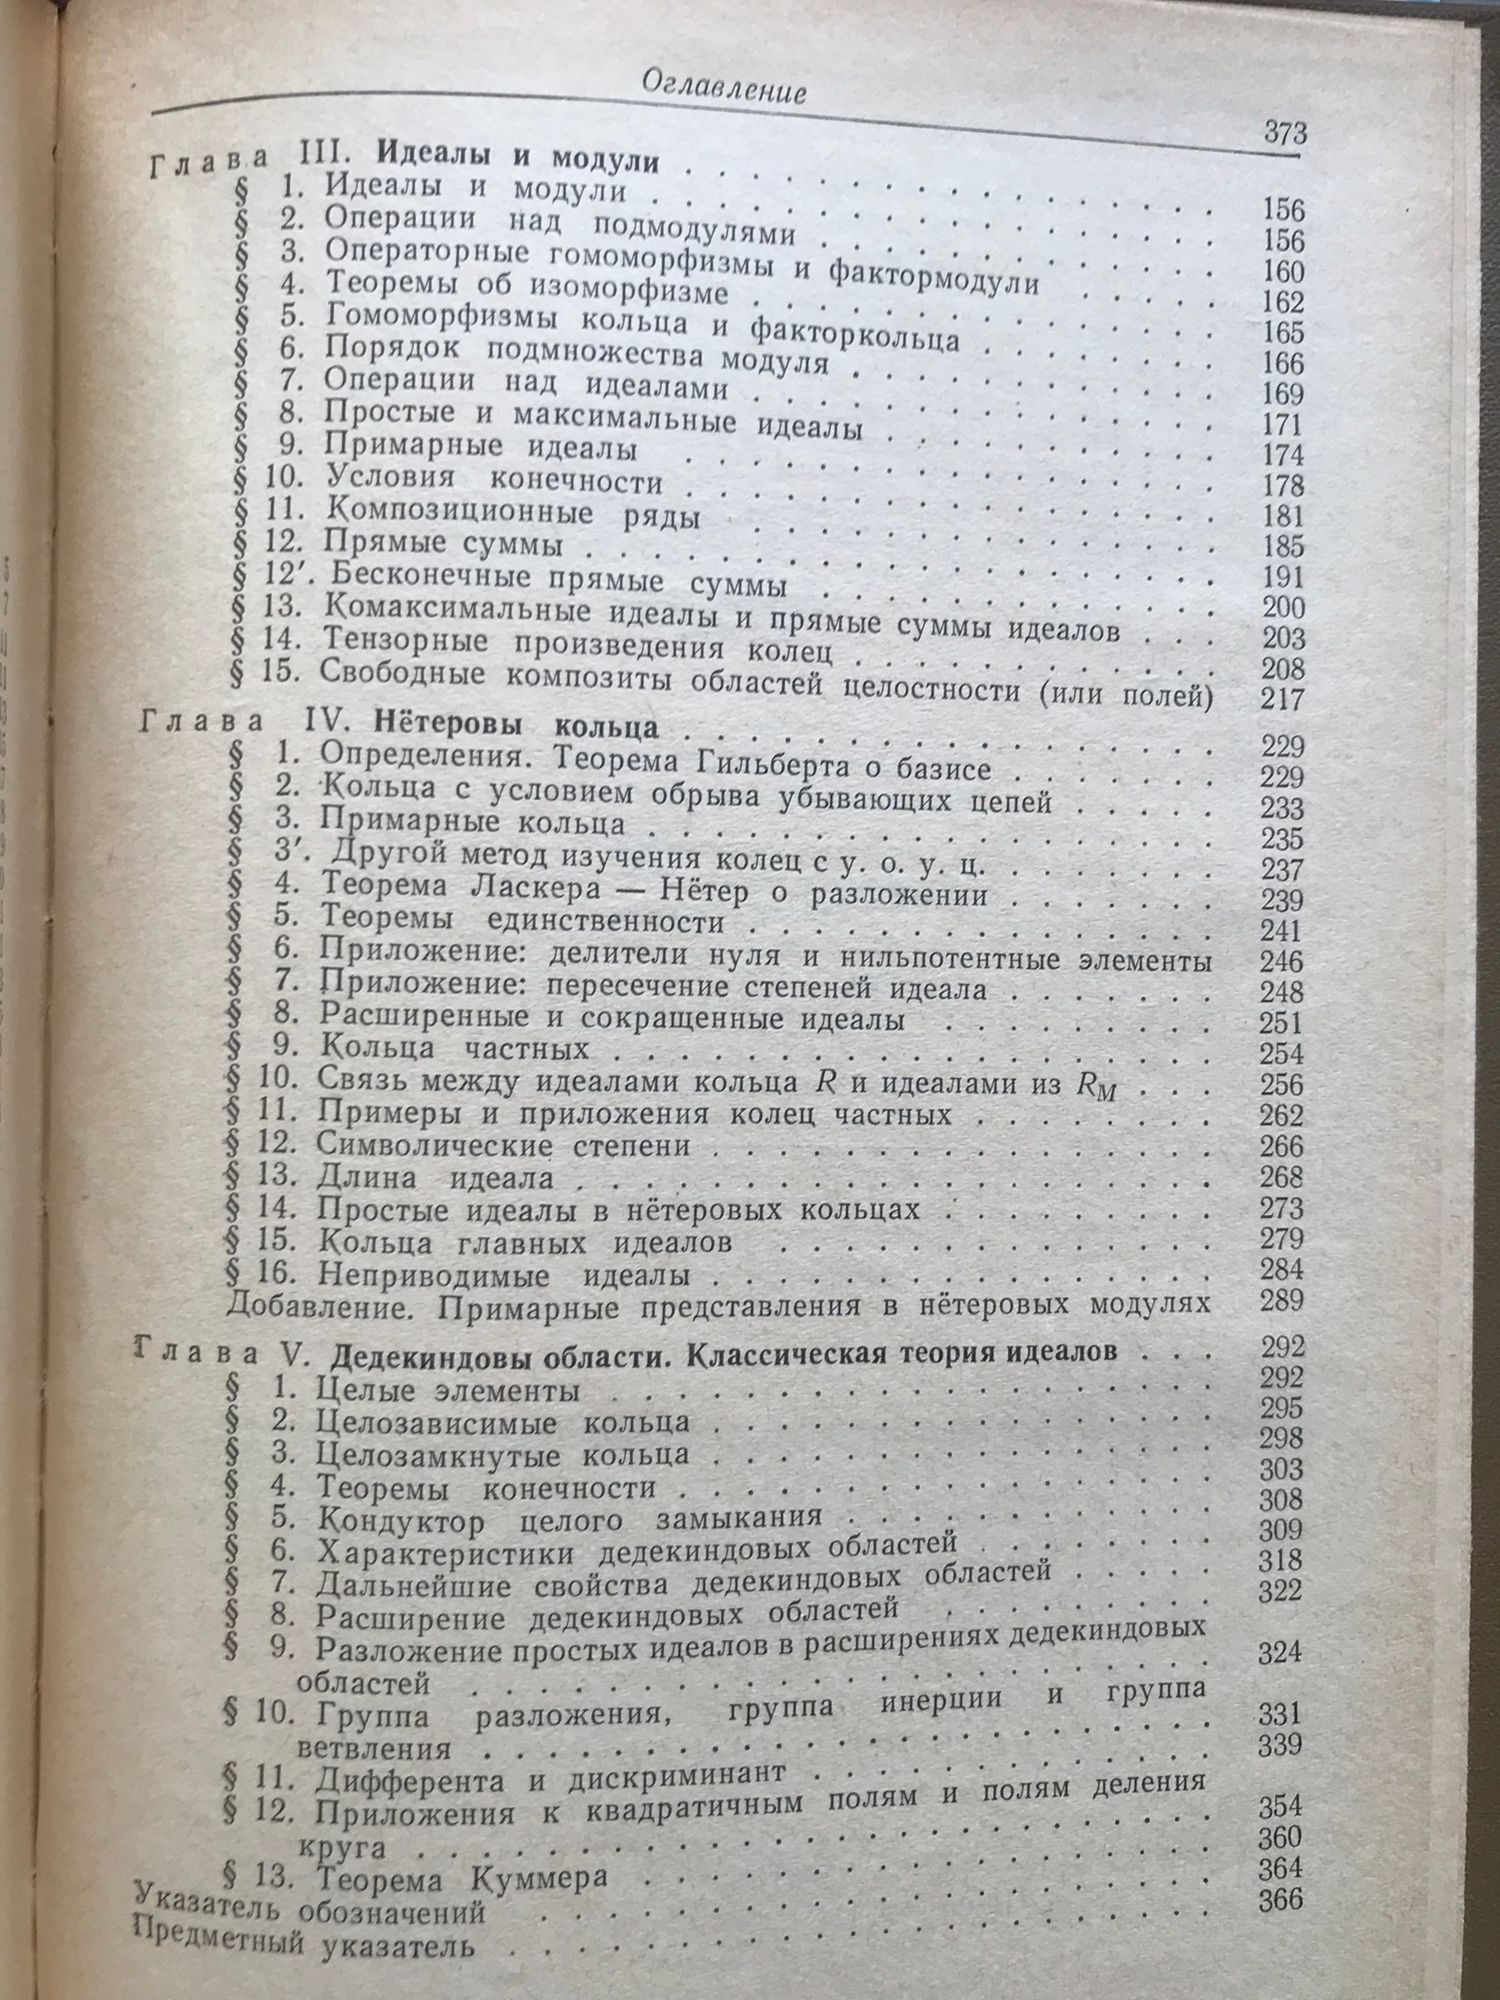 Оглавление
373
Глава III. Идеалы и модули . . . . . . . . . . . . . . . . 156
§ 1. Идеалы и модули . . . . . . . . . . . . . . . . . 156
§ 2. Операции над подмодулями . . . . . . . . . . . . 160
§ 3. Операторные гомоморфизмы и фактормодули . . . . . 162
§ 4. Теоремы об изоморфизме . . . . . . . . . . . . . . 165
§ 5. Гомоморфизмы кольца и факторкольца . . . . . . . 166
§ 6. Порядок подмножества модуля . . . . . . . . . . . 169
§ 7. Операции над идеалами . . . . . . . . . . . . . . 171
§ 8. Простые и максимальные идеалы . . . . . . . . . . 174
§ 9. Примарные идеалы . . . . . . . . . . . . . . . . 178
§ 10. Условия конечности . . . . . . . . . . . . . . . . 181
§ 11. Композиционные ряды . . . . . . . . . . . . . . 185
§ 12. Прямые суммы . . . . . . . . . . . . . . . . . . . 191
§ 12′. Бесконечные прямые суммы . . . . . . . . . . . . 200
§ 13. Комаксимальные идеалы и прямые суммы идеалов . . . 203
§ 14. Тензорные произведения колец . . . . . . . . . . . 208
§ 15. Свободные композиты областей целостности (или полей) 217
Глава IV. Нётеровы кольца . . . . . . . . . . . . . . . . 229
§ 1. Определения. Теорема Гильберта о базисе . . . . . . 229
§ 2. Кольца с условием обрыва убывающих цепей . . . . . 233
§ 3. Примарные кольца . . . . . . . . . . . . . . . . . 235
§ 3′. Другой метод изучения колец с у. о. у. ц. . . . . . . . 237
§ 4. Теорема Ласкера — Нётер о разложении . . . . . . . 239
§ 5. Теоремы единственности . . . . . . . . . . . . . . 241
§ 6. Приложение: делители нуля и нильпотентные элементы 246
§ 7. Приложение: пересечение степеней идеала . . . . . . . 248
§ 8. Расширенные и сокращенные идеалы . . . . . . . . . 251
§ 9. Кольца частных . . . . . . . . . . . . . . . . . . . 254
§ 10. Связь между идеалами кольца R и идеалами из R_M . . . 256
§ 11. Примеры и приложения колец частных . . . . . . . . 262
§ 12. Символические степени . . . . . . . . . . . . . . . . 266
§ 13. Длина идеала . . . . . . . . . . . . . . . . . . . . 268
§ 14. Простые идеалы в нётеровых кольцах . . . . . . . . . 273
§ 15. Кольца главных идеалов . . . . . . . . . . . . . . 279
§ 16. Неприводимые идеалы . . . . . . . . . . . . . . . . 284
Добавление. Примарные представления в нётеровых модулях 289
Глава V. Дедекиндовы области. Классическая теория идеалов . . . 292
§ 1. Целые элементы . . . . . . . . . . . . . . . . . . . 292
§ 2. Целозависимые кольца . . . . . . . . . . . . . . . . 295
§ 3. Целозамкнутые кольца . . . . . . . . . . . . . . . . 298
§ 4. Теоремы конечности . . . . . . . . . . . . . . . . . 303
§ 5. Кондуктор целого замыкания . . . . . . . . . . . . 308
§ 6. Характеристики дедекиндовых областей . . . . . . . . 309
§ 7. Дальнейшие свойства дедекиндовых областей . . . . . 318
§ 8. Расширение дедекиндовых областей . . . . . . . . . 322
§ 9. Разложение простых идеалов в расширениях дедекиндовых
областей . . . . . . . . . . . . . . . . . . . . . . . 324
§ 10. Группа разложения, группа инерции и группа
ветвления . . . . . . . . . . . . . . . . . . . . . . 331
§ 11. Дифферента и дискриминант . . . . . . . . . . . . . 339
§ 12. Приложения к квадратичным полям и полям деления
круга . . . . . . . . . . . . . . . . . . . . . . . . 354
§ 13. Теорема Куммера . . . . . . . . . . . . . . . . . . 360
Указатель обозначений . . . . . . . . . . . . . . . . . . . . 364
Предметный указатель . . . . . . . . . . . . . . . . . . . . . 366